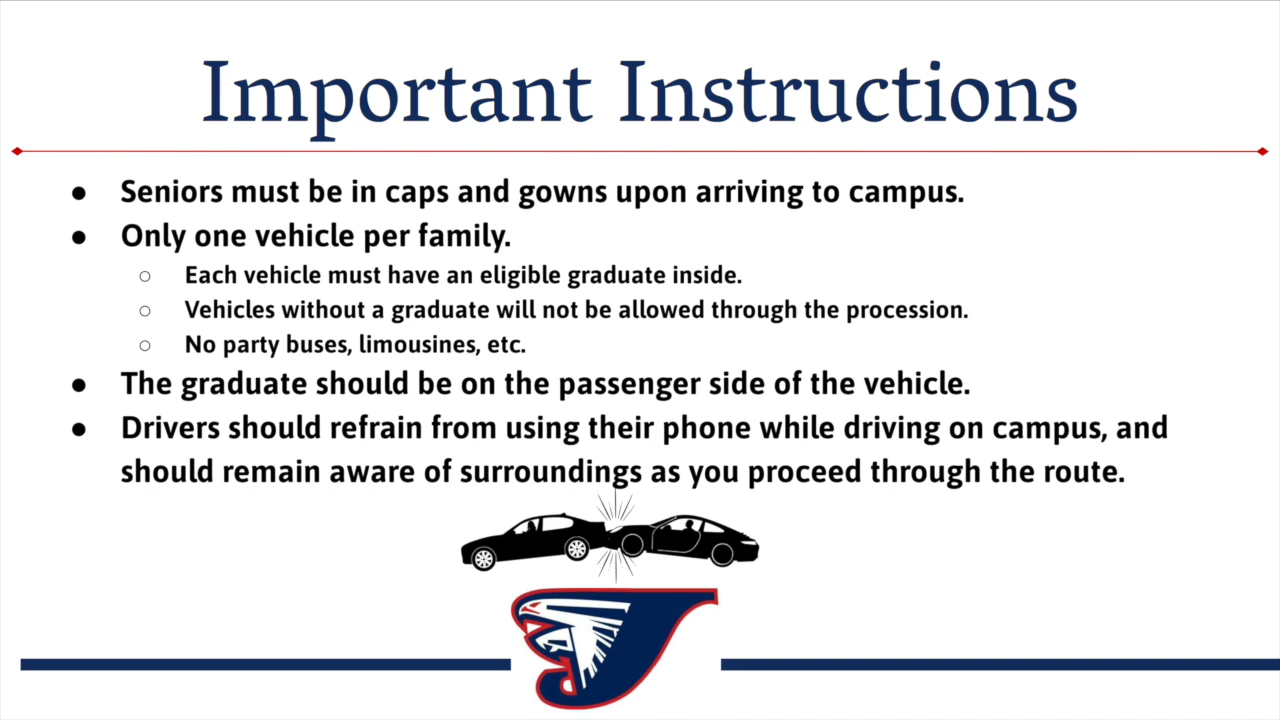 Important Instructions
● Seniors must be in caps and gowns upon arriving to campus.
● Only one vehicle per family.
○ Each vehicle must have an eligible graduate inside.
○ Vehicles without a graduate will not be allowed through the procession.
○ No party buses, limousines, etc.
● The graduate should be on the passenger side of the vehicle.
● Drivers should refrain from using their phone while driving on campus, and
should remain aware of surroundings as you proceed through the route.